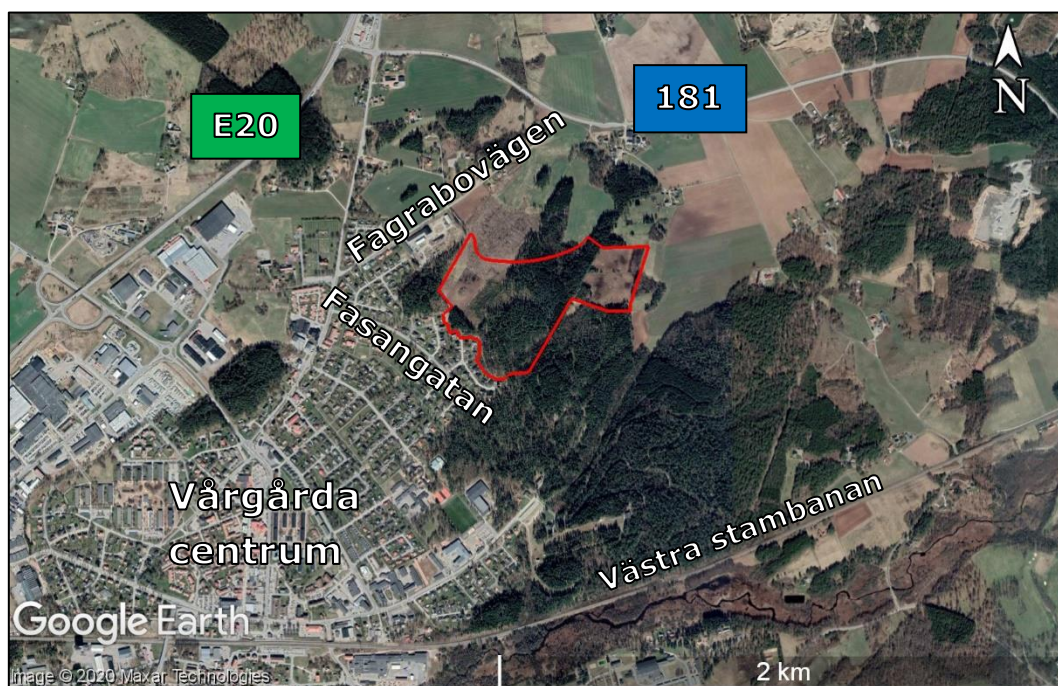 E20
181
N
Fagrabovägen
Fasangatan
Vårgårda
centrum
Västra stambanan
Google Earth
Image © 2020 Maxar Technologies
2 km